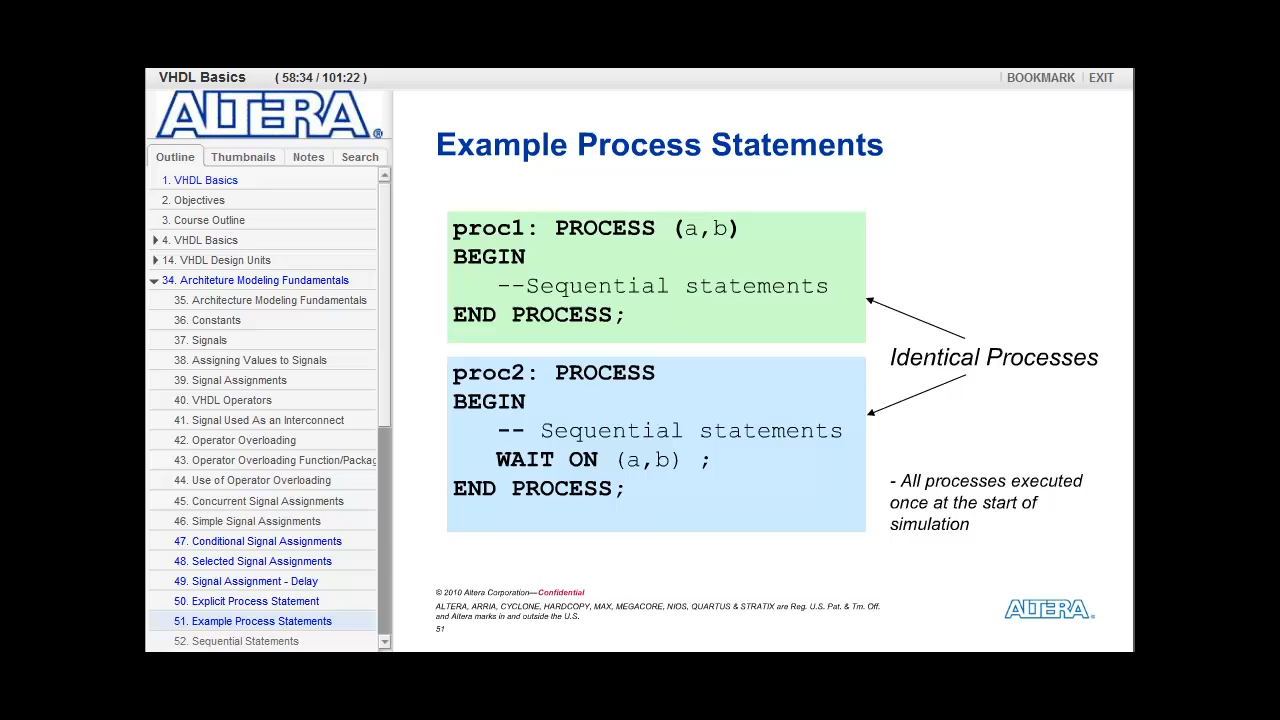 VHDL Basics ( 58:34 / 101:22 )
BOOKMARK EXIT
ALTERA®
Outline Thumbnails Notes Search
1. VHDL Basics
2. Objectives
3. Course Outline
4. VHDL Basics
14. VHDL Design Units
34. Architeture Modeling Fundamentals
35. Architecture Modeling Fundamentals
36. Constants
37. Signals
38. Assigning Values to Signals
39. Signal Assignments
40. VHDL Operators
41. Signal Used As an Interconnect
42. Operator Overloading
43. Operator Overloading Function/Packag
44. Use of Operator Overloading
45. Concurrent Signal Assignments
46. Simple Signal Assignments
47. Conditional Signal Assignments
48. Selected Signal Assignments
49. Signal Assignment - Delay
50. Explicit Process Statement
51. Example Process Statements
52. Sequential Statements
Example Process Statements
proc1: PROCESS (a,b)
BEGIN
--Sequential statements
END PROCESS;
proc2: PROCESS
BEGIN
-- Sequential statements
WAIT ON (a,b) ;
END PROCESS;
Identical Processes
- All processes executed
once at the start of
simulation
© 2010 Altera Corporation—Confidential
ALTERA, ARRIA, CYCLONE, HARDCOPY, MAX, MEGACORE, NIOS, QUARTUS & STRATIX are Reg. U.S. Pat. & Tm. Off.
and Altera marks in and outside the U.S.
51
ALTERA®